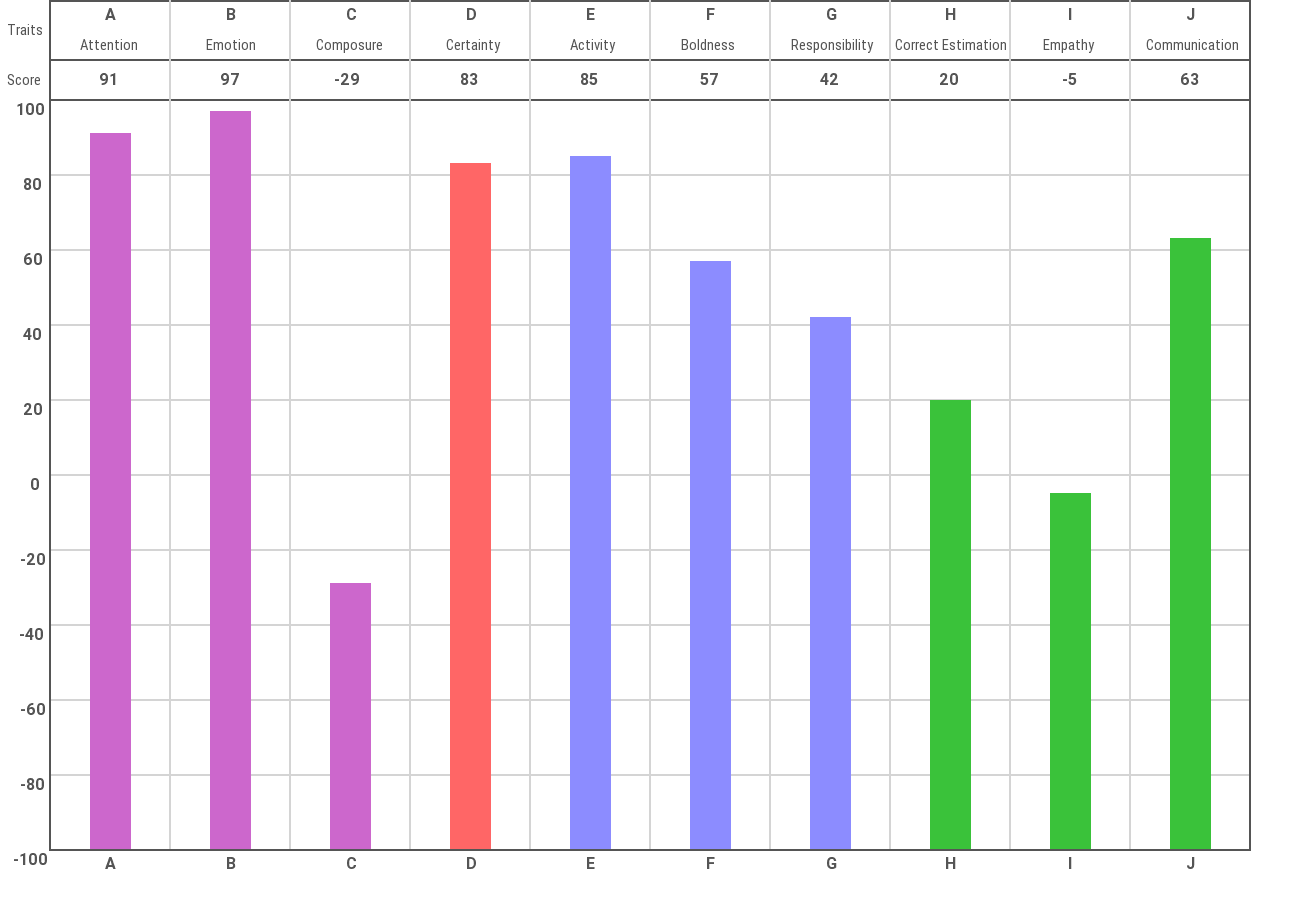 Traits
A B C D E F G H I J
Attention Emotion Composure Certainty Activity Boldness Responsibility Correct Estimation Empathy Communication
Score 91 97 -29 83 85 57 42 20 -5 63
100
80
60
40
20
0
-20
-40
-60
-80
-100
A B C D E F G H I J